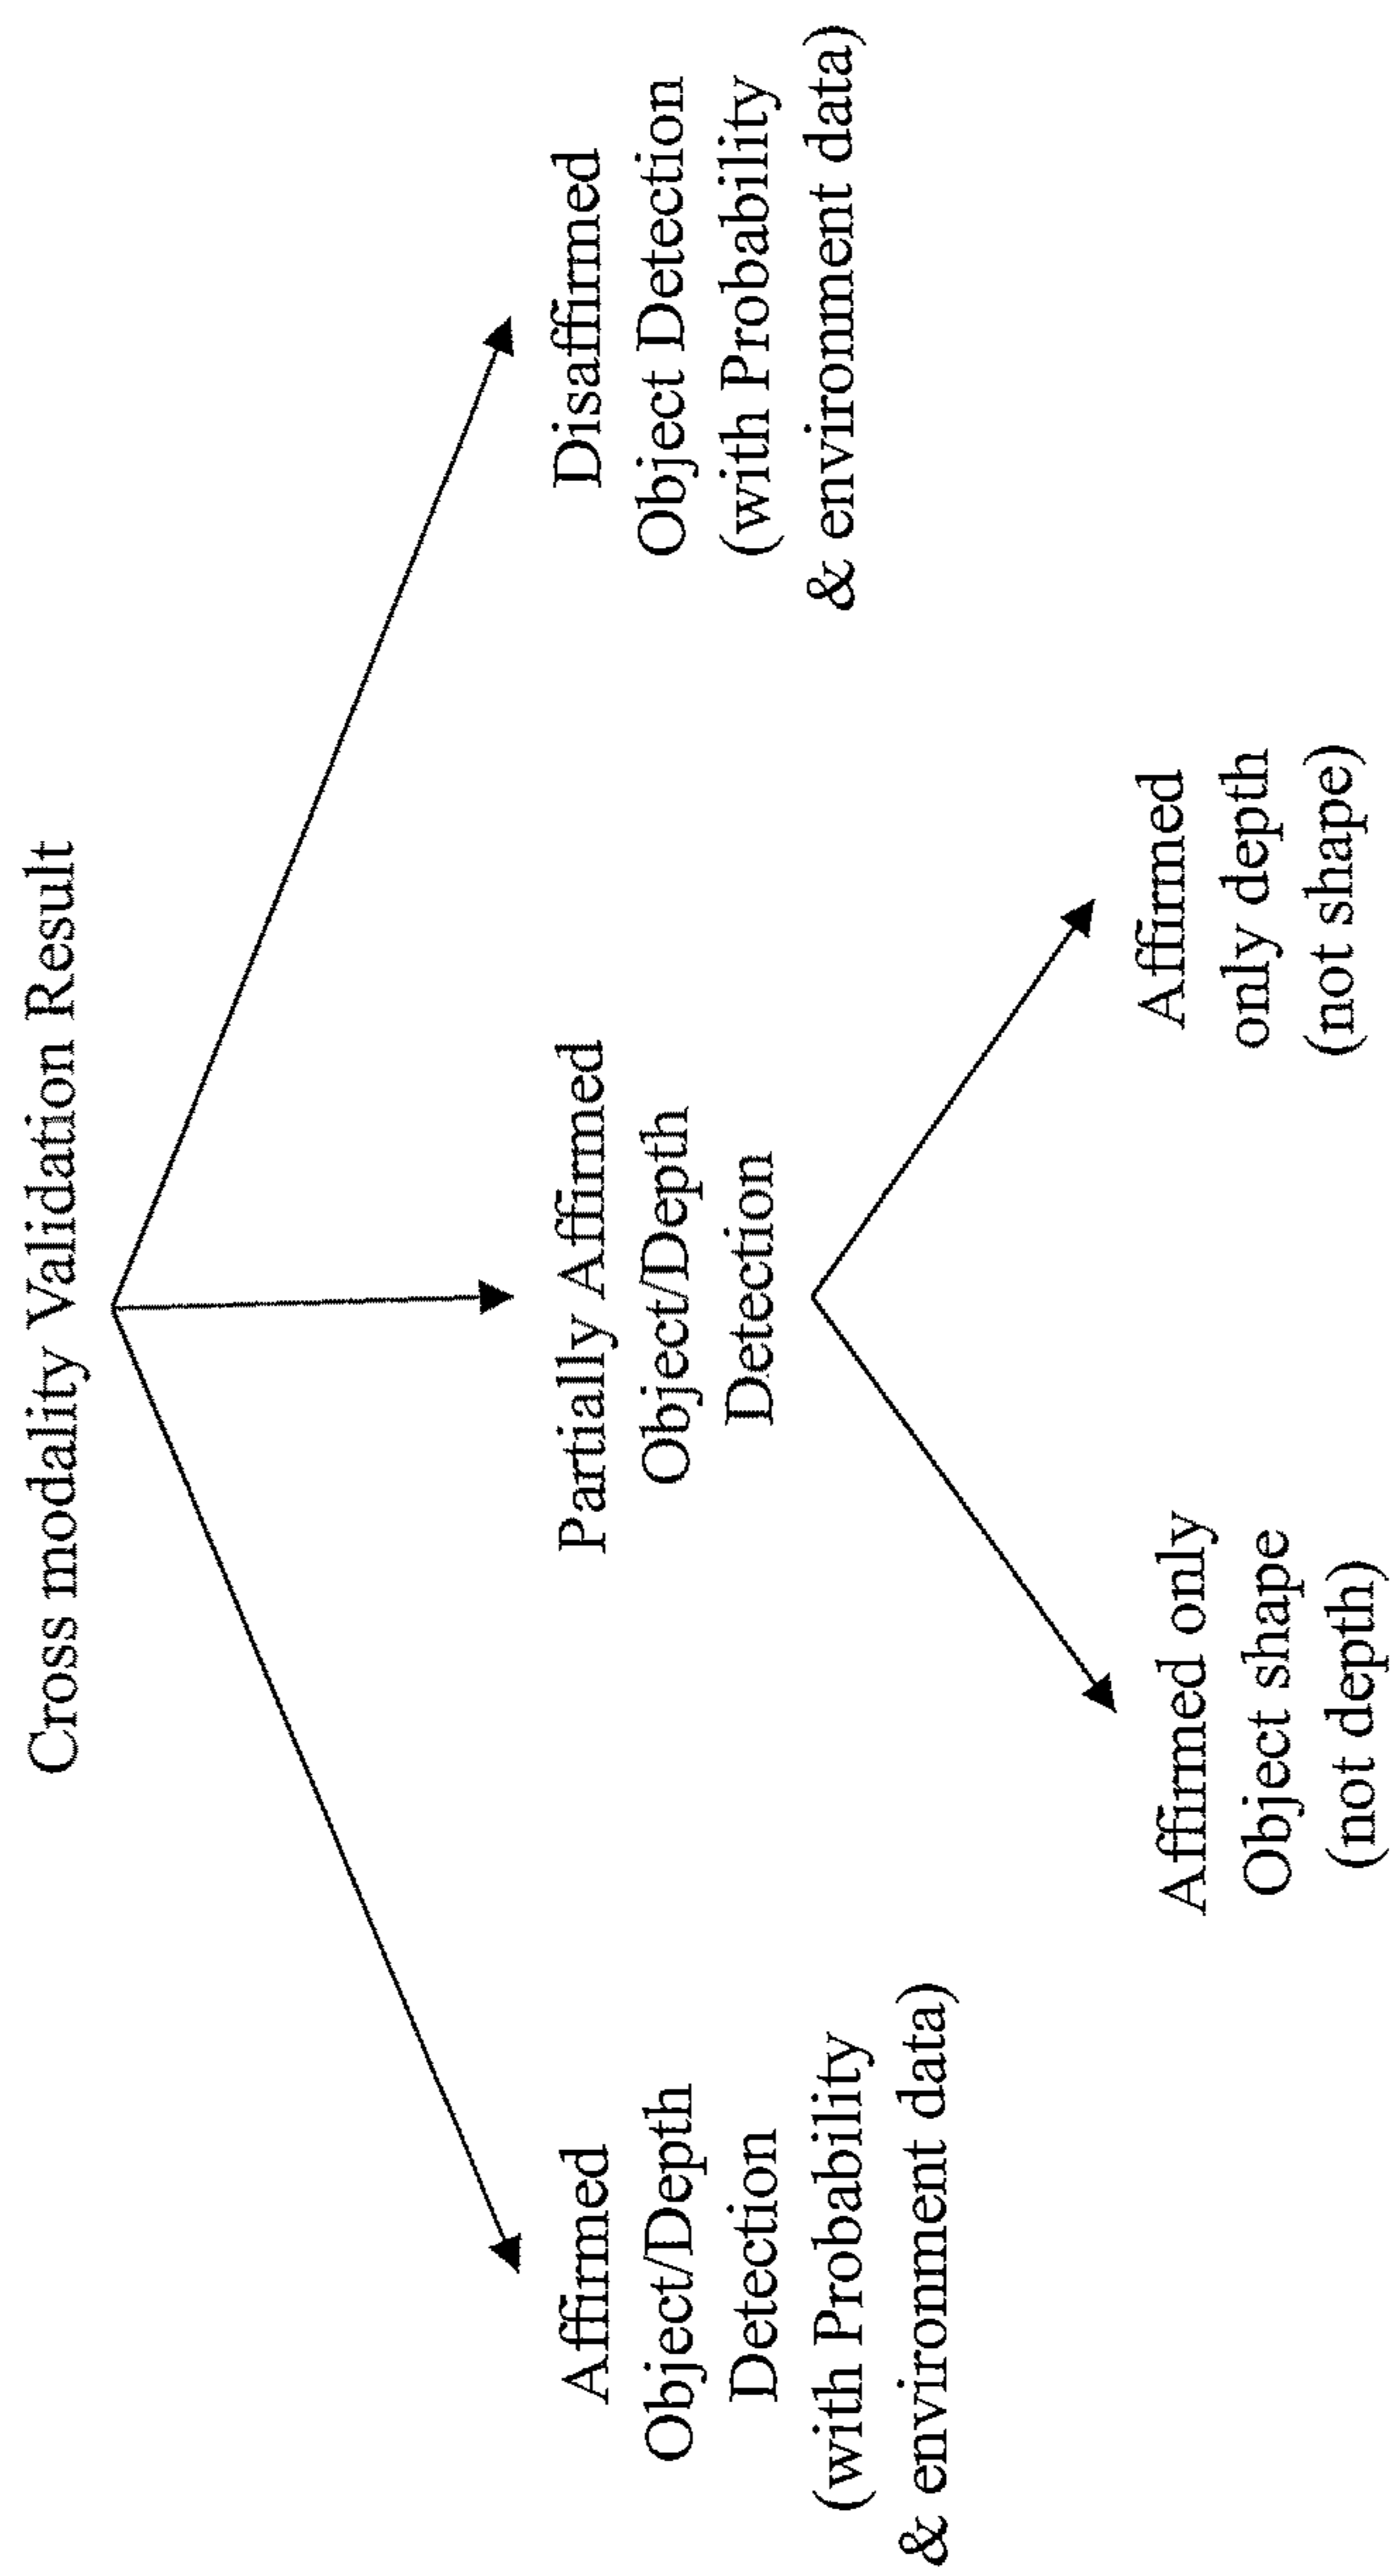 Cross modality Validation Result
Affirmed
Object/Depth
Detection
(with Probability
& environment data)
Partially Affirmed
Object/Depth
Detection
Disaffirmed
Object Detection
(with Probability
& environment data)
Affirmed only
Object shape
(not depth)
Affirmed
only depth
(not shape)